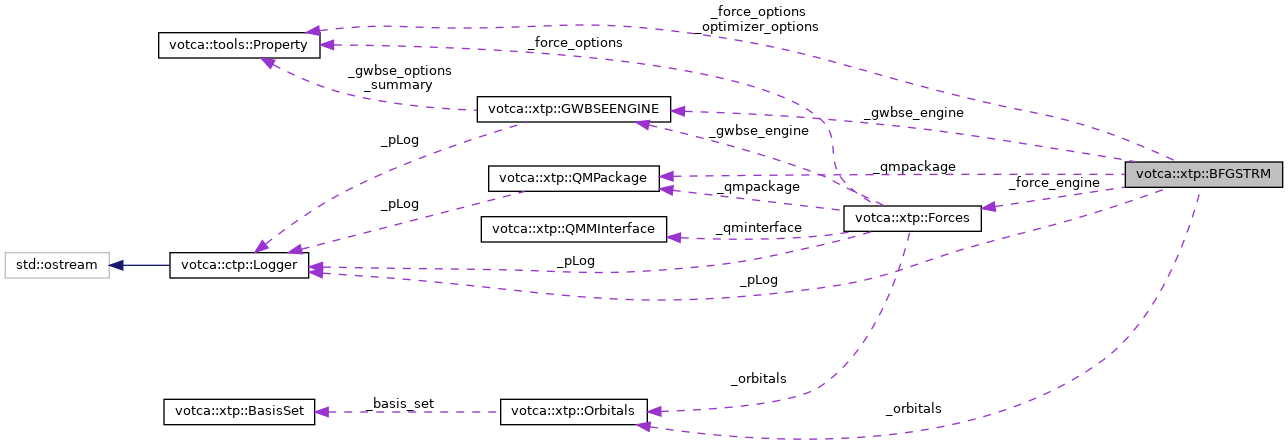 _force_options
_optimizer_options
votca::tools::Property
_force_options
_gwbse_options
_summary
votca::xtp::GWBSEENGINE
_gwbse_engine
_gwbse_engine
_pLog
_qmpackage
votca::xtp::BFGSTRM
votca::xtp::QMPackage
_qmpackage
_force_engine
_pLog
votca::xtp::Forces
votca::xtp::QMMInterface
_qminterface
std::ostream
votca::ctp::Logger
_pLog
_pLog
_orbitals
votca::xtp::BasisSet
_basis_set
votca::xtp::Orbitals
_orbitals